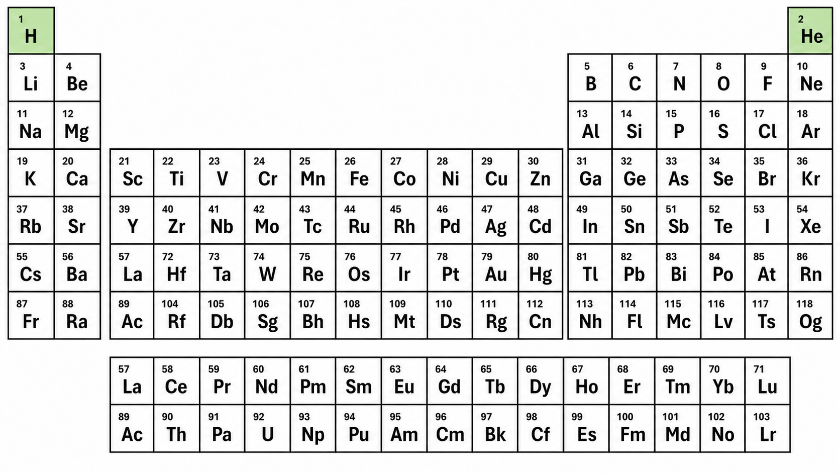 1 2
H He
3 4 5 6 7 8 9 10
Li Be B C N O F Ne
11 12 13 14 15 16 17 18
Na Mg Al Si P S Cl Ar
19 20 21 22 23 24 25 26 27 28 29 30 31 32 33 34 35 36
K Ca Sc Ti V Cr Mn Fe Co Ni Cu Zn Ga Ge As Se Br Kr
37 38 39 40 41 42 43 44 45 46 47 48 49 50 51 52 53 54
Rb Sr Y Zr Nb Mo Tc Ru Rh Pd Ag Cd In Sn Sb Te I Xe
55 56 57 72 73 74 75 76 77 78 79 80 81 82 83 84 85 86
Cs Ba La Hf Ta W Re Os Ir Pt Au Hg Tl Pb Bi Po At Rn
87 88 89 104 105 106 107 108 109 110 111 112 113 114 115 116 117 118
Fr Ra Ac Rf Db Sg Bh Hs Mt Ds Rg Cn Nh Fl Mc Lv Ts Og
57 58 59 60 61 62 63 64 65 66 67 68 69 70 71
La Ce Pr Nd Pm Sm Eu Gd Tb Dy Ho Er Tm Yb Lu
89 90 91 92 93 94 95 96 97 98 99 100 101 102 103
Ac Th Pa U Np Pu Am Cm Bk Cf Es Fm Md No Lr